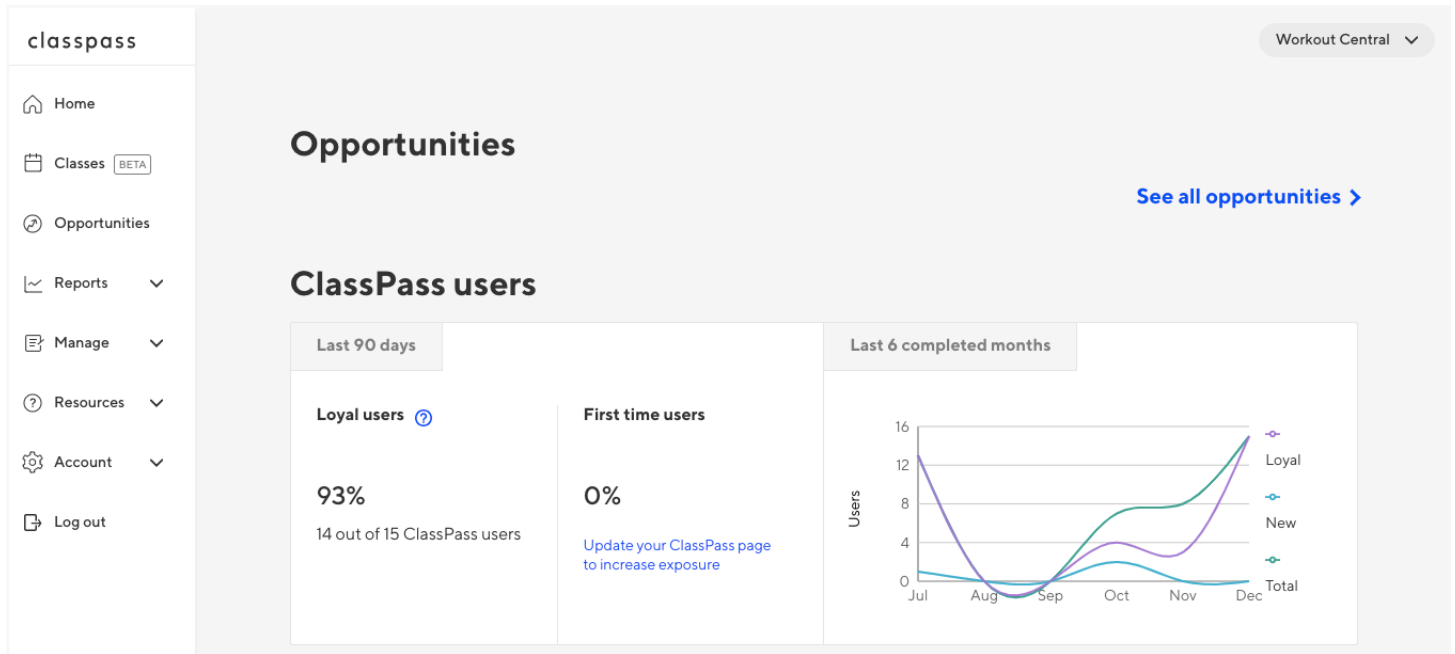 classpass
Workout Central
Home
Classes BETA
Opportunities
Reports
Manage
Resources
Account
Log out
Opportunities
See all opportunities
ClassPass users
Last 90 days
Loyal users ?
93%
14 out of 15 ClassPass users
First time users
0%
Update your ClassPass page
to increase exposure
Last 6 completed months
Users
16
12
8
4
0
Jul Aug Sep Oct Nov Dec
Loyal
New
Total